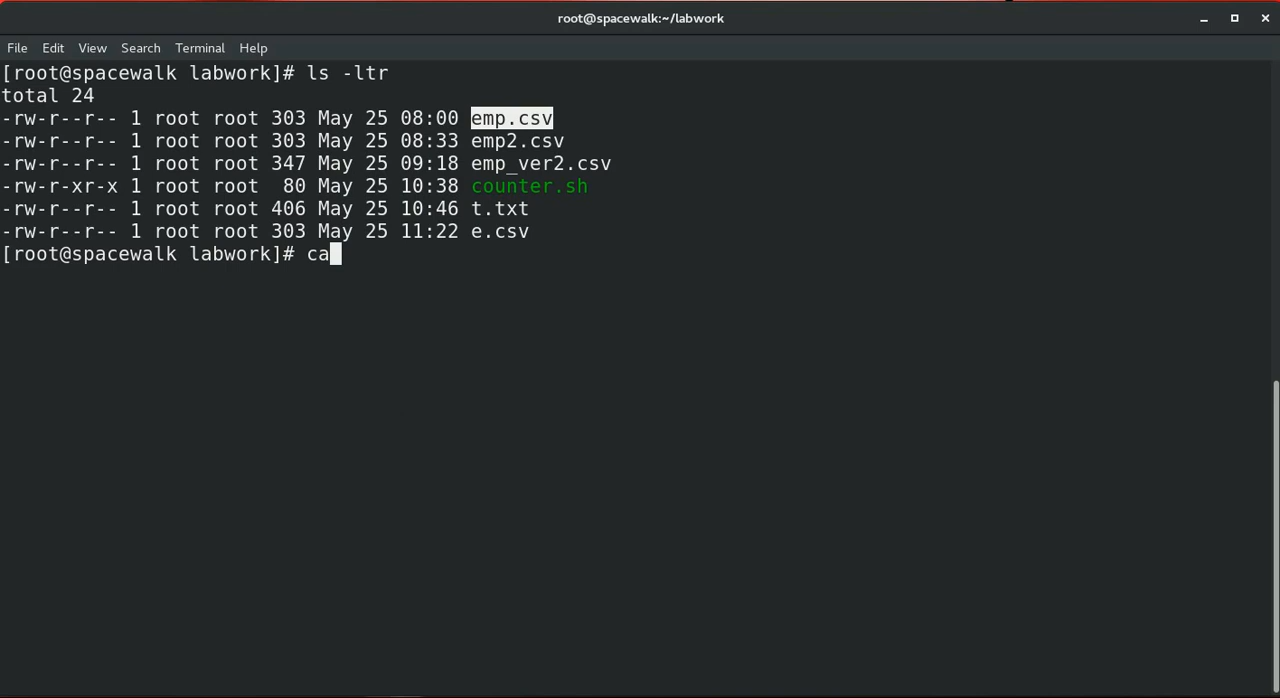 root@spacewalk:~/labwork
File Edit View Search Terminal Help
[root@spacewalk labwork]# ls -ltr
total 24
-rw-r--r-- 1 root root 303 May 25 08:00 emp.csv
-rw-r--r-- 1 root root 303 May 25 08:33 emp2.csv
-rw-r--r-- 1 root root 347 May 25 09:18 emp_ver2.csv
-rw-r-xr-x 1 root root  80 May 25 10:38 counter.sh
-rw-r--r-- 1 root root 406 May 25 10:46 t.txt
-rw-r--r-- 1 root root 303 May 25 11:22 e.csv
[root@spacewalk labwork]# ca